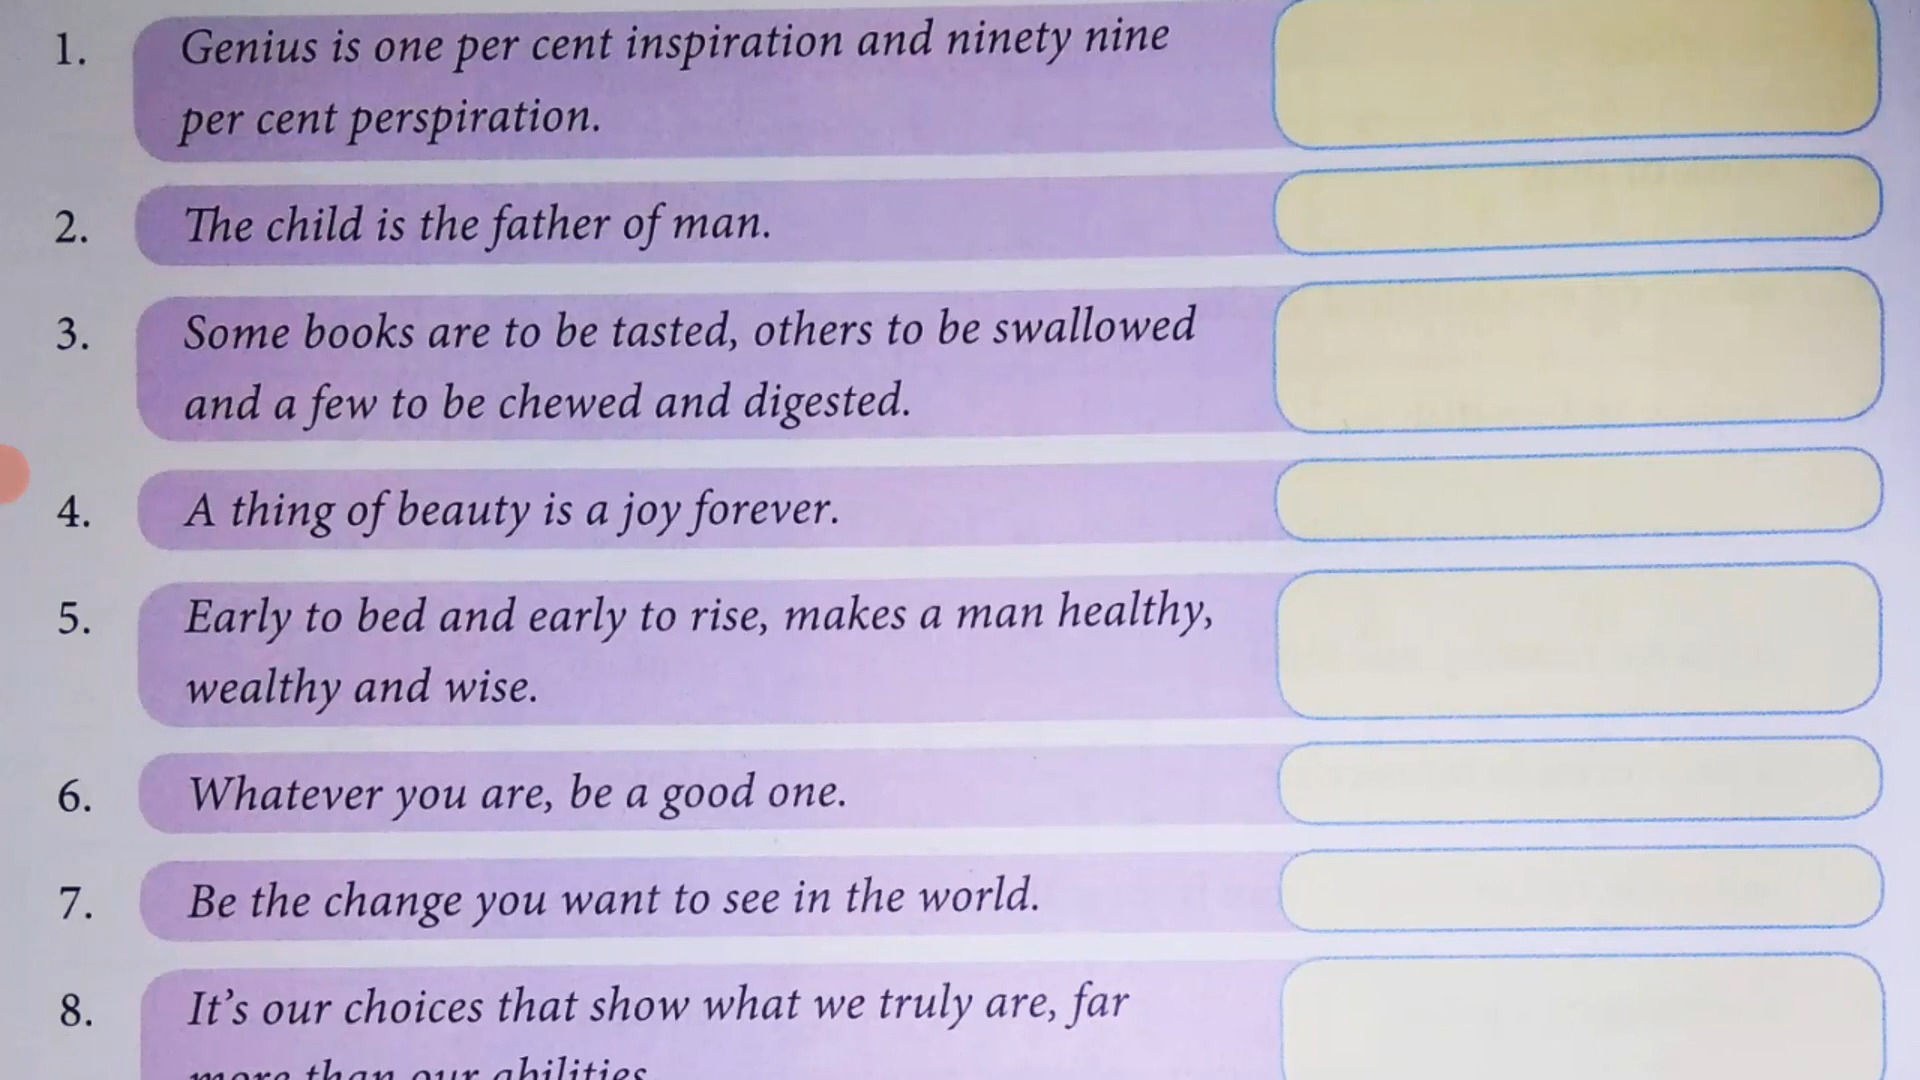 1. Genius is one per cent inspiration and ninety nine
per cent perspiration.
2. The child is the father of man.
3. Some books are to be tasted, others to be swallowed
and a few to be chewed and digested.
4. A thing of beauty is a joy forever.
5. Early to bed and early to rise, makes a man healthy,
wealthy and wise.
6. Whatever you are, be a good one.
7. Be the change you want to see in the world.
8. It's our choices that show what we truly are, far
more than our abilities